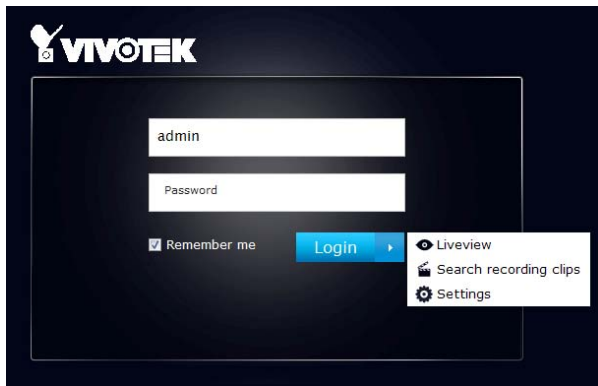 VIVOTEK
admin
Password
Remember me
Login
Liveview
Search recording clips
Settings